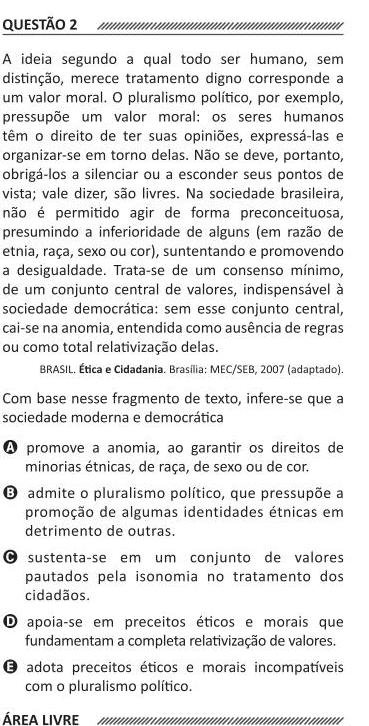 QUESTÃO 2
A ideia segundo a qual todo ser humano, sem
distinção, merece tratamento digno corresponde a
um valor moral. O pluralismo político, por exemplo,
pressupõe um valor moral: os seres humanos
têm o direito de ter suas opiniões, expressá-las e
organizar-se em torno delas. Não se deve, portanto,
obrigá-los a silenciar ou a esconder seus pontos de
vista; vale dizer, são livres. Na sociedade brasileira,
não é permitido agir de forma preconceituosa,
presumindo a inferioridade de alguns (em razão de
etnia, raça, sexo ou cor), suntentando e promovendo
a desigualdade. Trata-se de um consenso mínimo,
de um conjunto central de valores, indispensável à
sociedade democrática: sem esse conjunto central,
cai-se na anomia, entendida como ausência de regras
ou como total relativização delas.
BRASIL. Ética e Cidadania. Brasília: MEC/SEB, 2007 (adaptado).
Com base nesse fragmento de texto, infere-se que a
sociedade moderna e democrática
A promove a anomia, ao garantir os direitos de
minorias étnicas, de raça, de sexo ou de cor.
B admite o pluralismo político, que pressupõe a
promoção de algumas identidades étnicas em
detrimento de outras.
C sustenta-se em um conjunto de valores
pautados pela isonomia no tratamento dos
cidadãos.
D apoia-se em preceitos éticos e morais que
fundamentam a completa relativização de valores.
E adota preceitos éticos e morais incompatíveis
com o pluralismo político.
ÁREA LIVRE